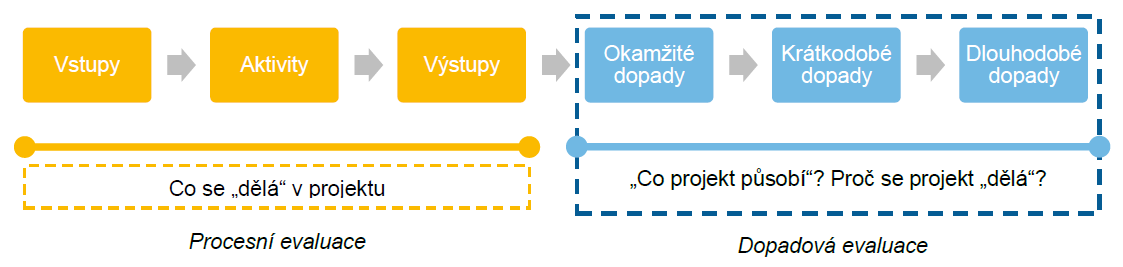 Vstupy
Aktivity
Výstupy
Okamžité
dopady
Krátkodobé
dopady
Dlouhodobé
dopady
Co se „dělá“ v projektu
„Co projekt působí“? Proč se projekt „dělá“?
Procesní evaluace
Dopadová evaluace